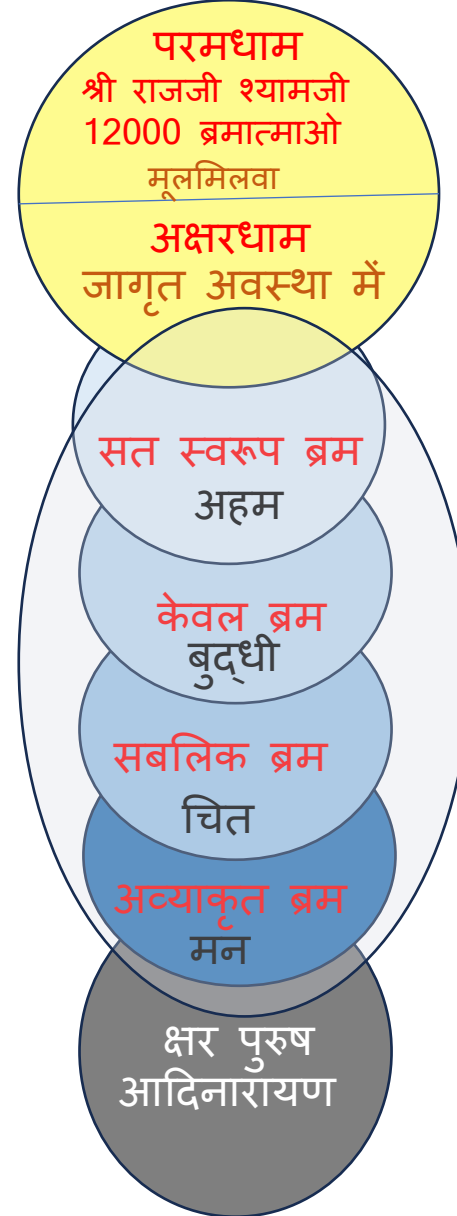 परमधाम
श्री राजजी श्यामजी
12000 ब्रमात्माओ
मूलमिलवा
अक्षरधाम
जागृत अवस्था में
सत स्वरूप ब्रम
अहम
केवल ब्रम
बुद्धी
सबलिक ब्रम
चित
अव्याकृत ब्रम
मन
क्षर पुरुष
आदिनारायण